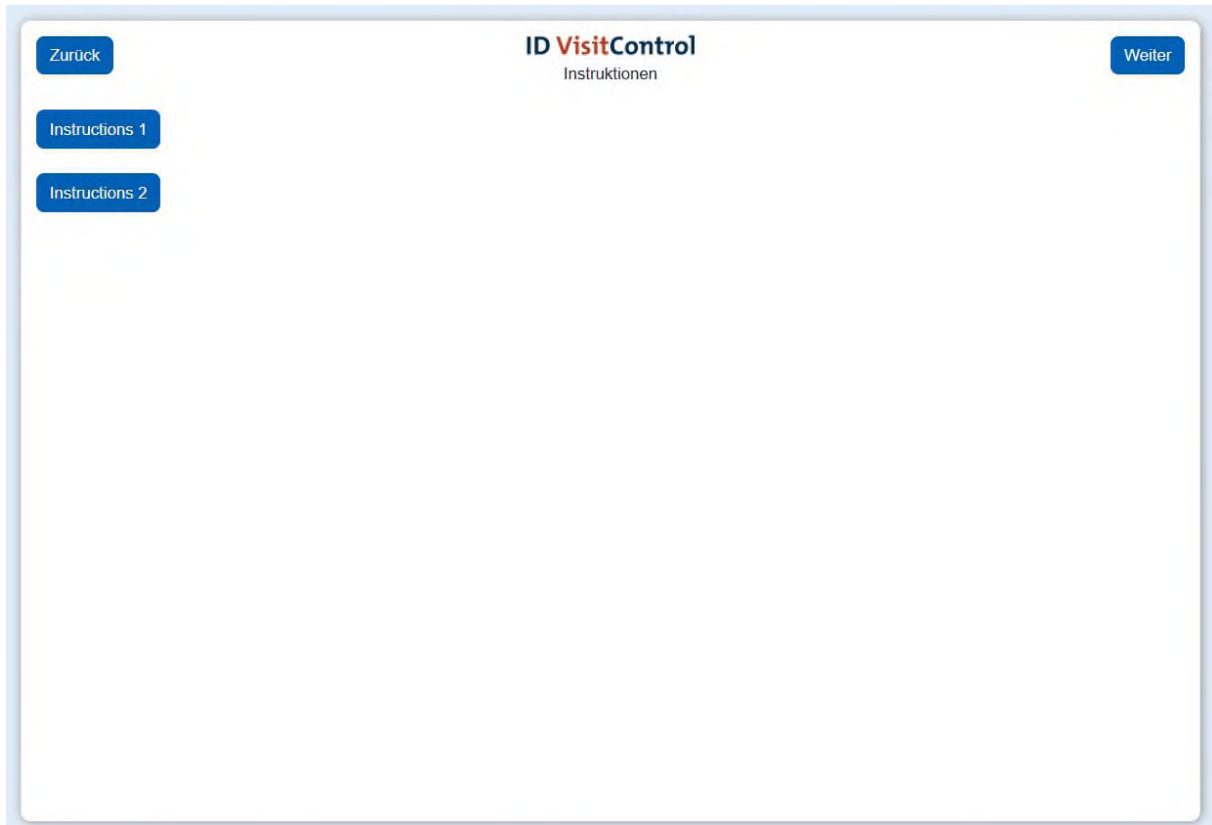 Zurück
ID VisitControl
Weiter
Instruktionen
Instructions 1
Instructions 2